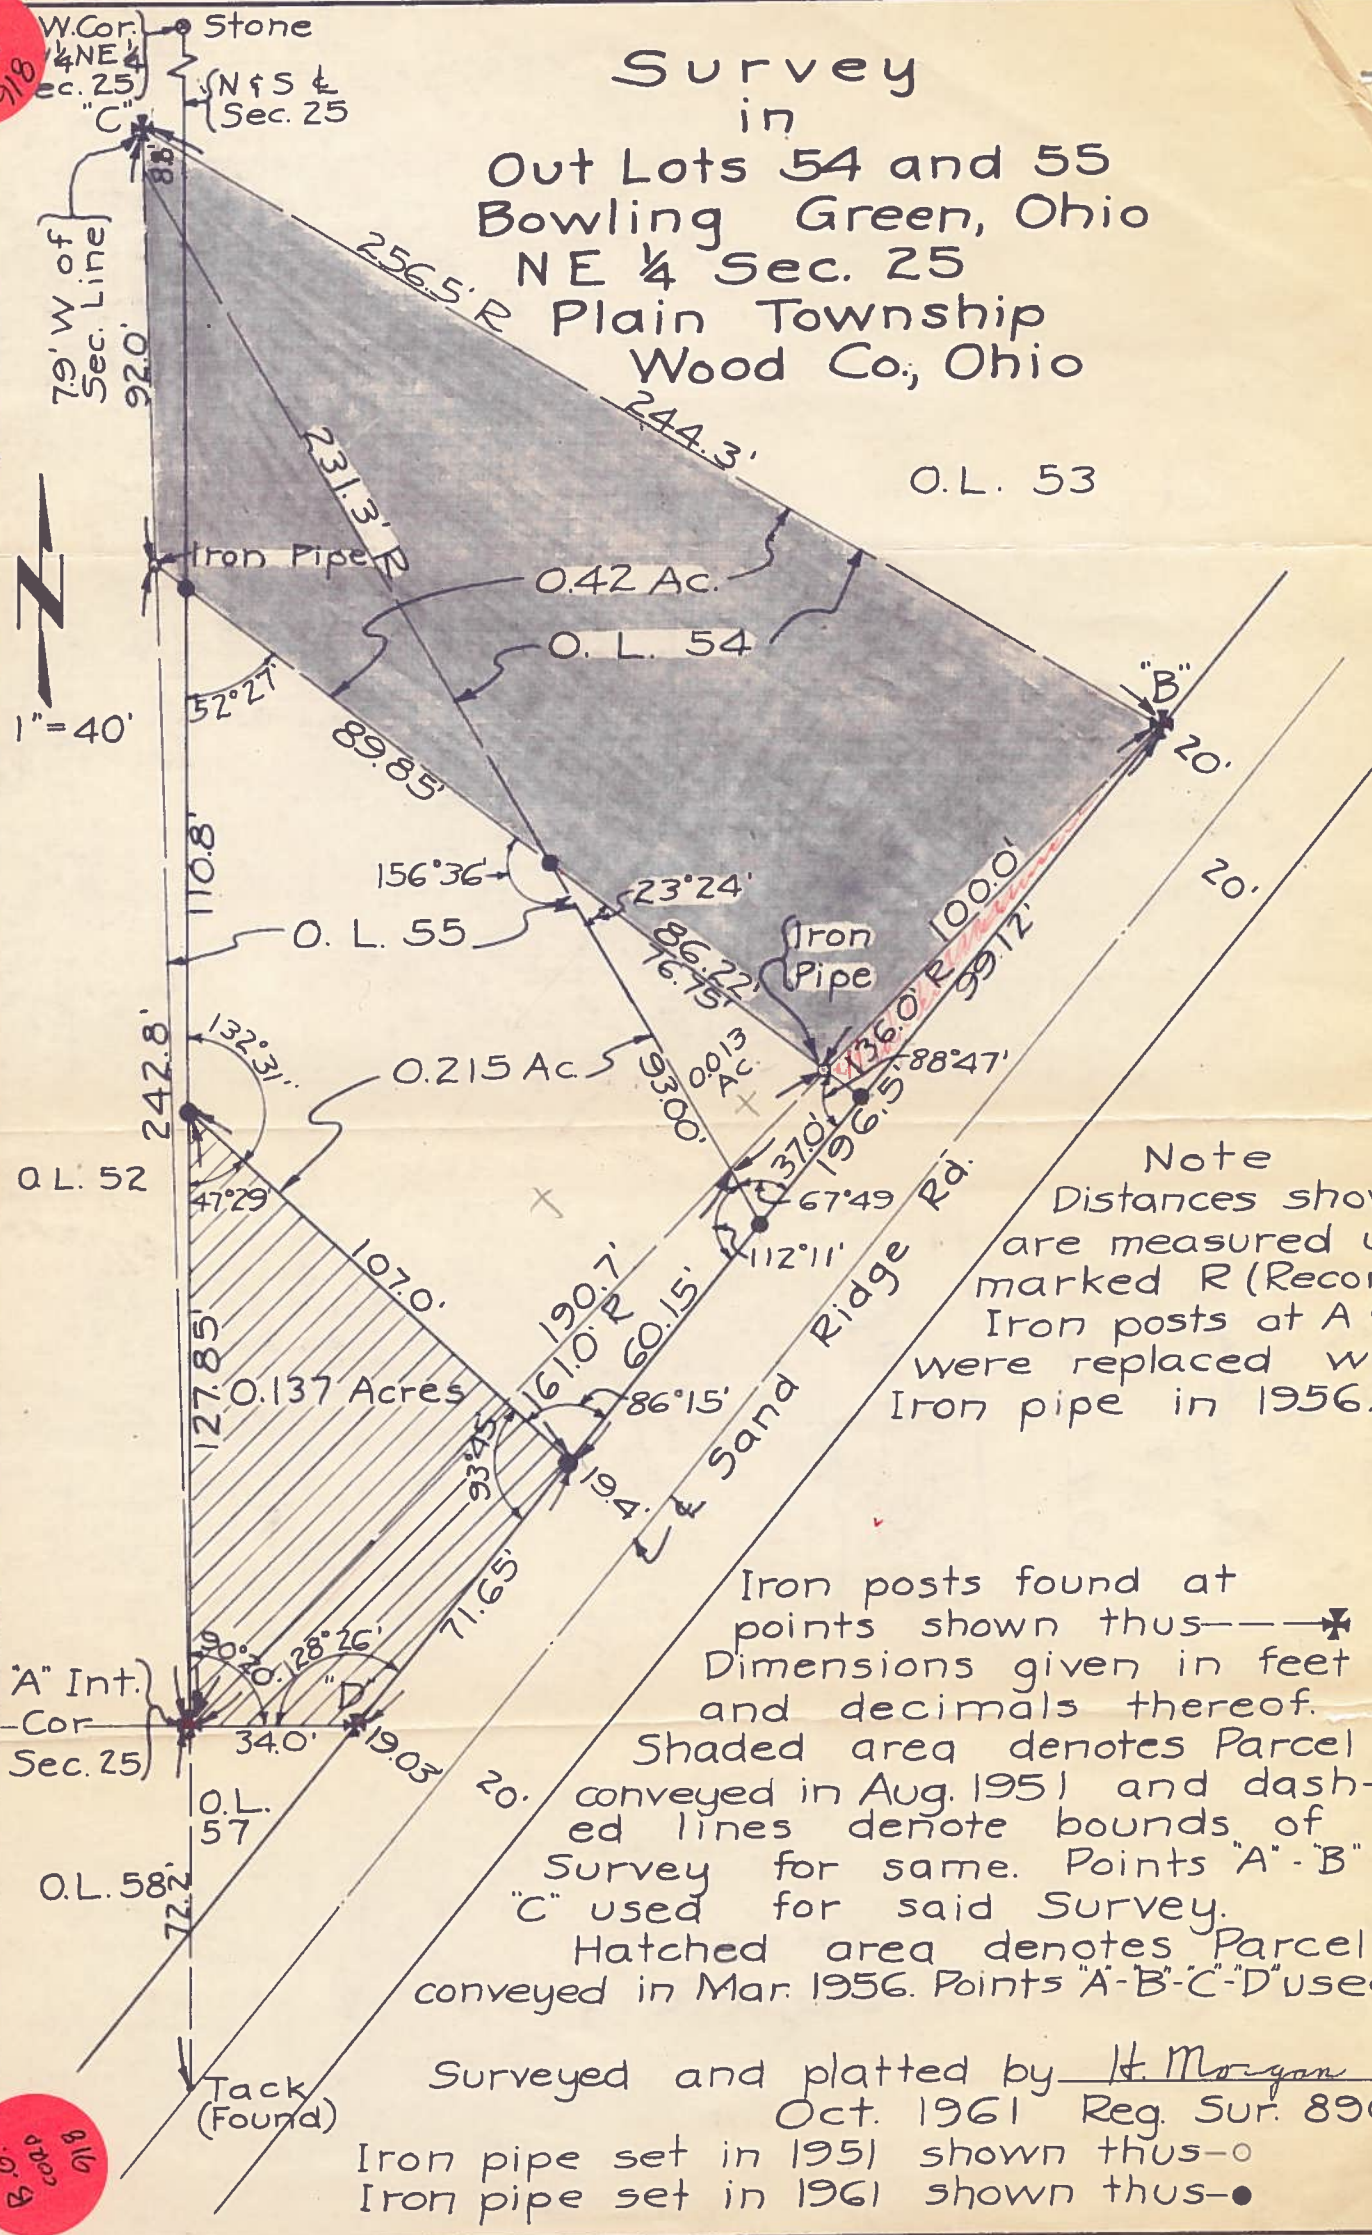 W. Cor.
¼ NE ¼
ec. 25
Stone
N & S ℄
Sec. 25
"C"
918
Survey
in
Out Lots 54 and 55
Bowling Green, Ohio
NE ¼ Sec. 25
Plain Township
Wood Co., Ohio
8.8'
7.9' W of
Sec. Line
92.0'
256.5' R
244.3'
231.3' R
O.L. 53
Iron Pipe
0.42 Ac.
O. L. 54
"B"
20.'
1"=40'
52°27'
89.85'
110.8'
156°36'
23°24'
O. L. 55
86.22'
76.75'
Iron
Pipe
100.0'
136.0' R
99.12'
20.'
242.8'
132°31'
0.215 Ac.
93.00'
0.013
Ac.
88°47'
37.0'
196.5'
O.L. 52
47°29'
67°49
112°11'
107.0'
190.7'
161.0' R
60.15'
℄ Sand Ridge Rd.
127.85'
0.137 Acres
86°15'
93°45'
19.4'
71.65'
Note
Distances sho
are measured u
marked R (Recor
Iron posts at A
were replaced w
Iron pipe in 1956.
"A" Int.
Cor
Sec. 25
90°20'
128°26'
"D"
34.0'
19.03'
20.'
O.L.
57
O.L. 58
72.2'
Tack
(Found)
Iron posts found at
points shown thus
Dimensions given in feet
and decimals thereof.
Shaded area denotes Parcel
conveyed in Aug. 1951 and dash-
ed lines denote bounds of
Survey for same. Points "A"-"B"
"C" used for said Survey.
Hatched area denotes Parcel
conveyed in Mar. 1956. Points "A"-"B"-"C"-"D" use
Surveyed and platted by H. Morgan
Oct. 1961 Reg. Sur. 89
Iron pipe set in 1951 shown thus-○
Iron pipe set in 1961 shown thus-●
918